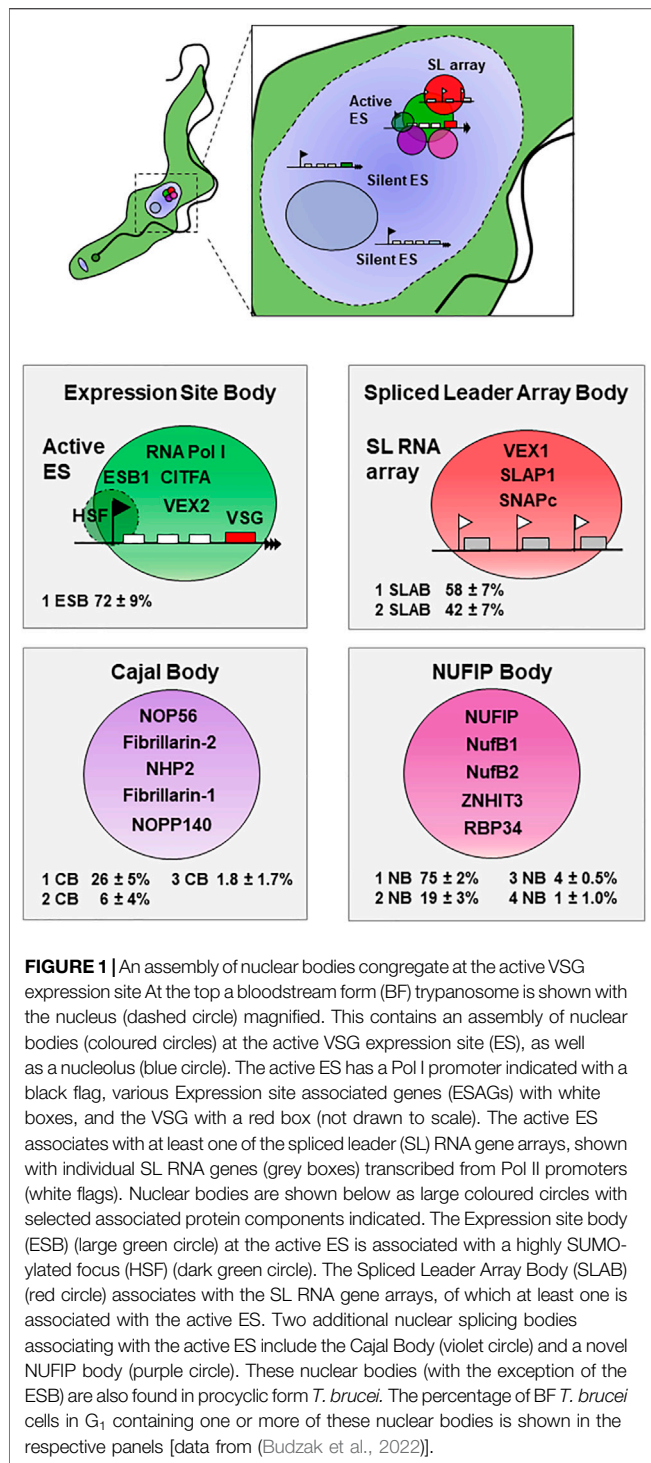 SL array
Active
ES
Silent ES
Silent ES
Expression Site Body
Active
ES
RNA Pol I
ESB1 CITFA
VEX2
HSF
VSG
1 ESB 72 ± 9%
Spliced Leader Array Body
SL RNA
array
VEX1
SLAP1
SNAPc
1 SLAB 58 ± 7%
2 SLAB 42 ± 7%
Cajal Body
NOP56
Fibrillarin-2
NHP2
Fibrillarin-1
NOPP140
1 CB 26 ± 5% 3 CB 1.8 ± 1.7%
2 CB 6 ± 4%
NUFIP Body
NUFIP
NufB1
NufB2
ZNHIT3
RBP34
1 NB 75 ± 2% 3 NB 4 ± 0.5%
2 NB 19 ± 3% 4 NB 1 ± 1.0%
FIGURE 1 | An assembly of nuclear bodies congregate at the active VSG
expression site At the top a bloodstream form (BF) trypanosome is shown with
the nucleus (dashed circle) magnified. This contains an assembly of nuclear
bodies (coloured circles) at the active VSG expression site (ES), as well
as a nucleolus (blue circle). The active ES has a Pol I promoter indicated with a
black flag, various Expression site associated genes (ESAGs) with white
boxes, and the VSG with a red box (not drawn to scale). The active ES
associates with at least one of the spliced leader (SL) RNA gene arrays, shown
with individual SL RNA genes (grey boxes) transcribed from Pol II promoters
(white flags). Nuclear bodies are shown below as large coloured circles with
selected associated protein components indicated. The Expression site body
(ESB) (large green circle) at the active ES is associated with a highly SUMO-
ylated focus (HSF) (dark green circle). The Spliced Leader Array Body (SLAB)
(red circle) associates with the SL RNA gene arrays, of which at least one is
associated with the active ES. Two additional nuclear splicing bodies
associating with the active ES include the Cajal Body (violet circle) and a novel
NUFIP body (purple circle). These nuclear bodies (with the exception of the
ESB) are also found in procyclic form T. brucei. The percentage of BF T. brucei
cells in G₁ containing one or more of these nuclear bodies is shown in the
respective panels [data from (Budzak et al., 2022)].